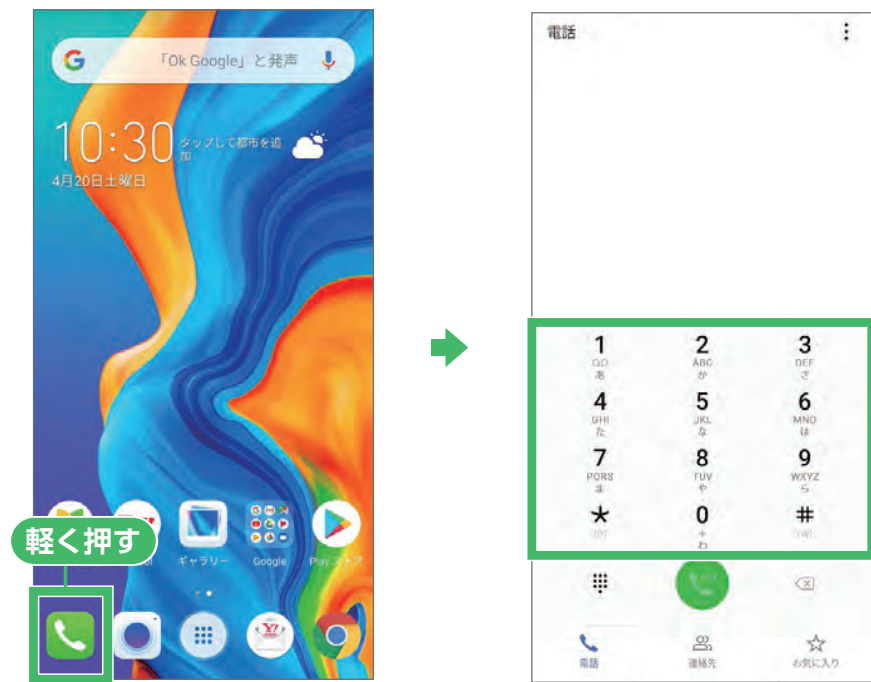 「Ok Google」と発声
10:30
タップして都市を追
加
4月20日土曜日
軽く押す
ギャラリー
Google
Play ストア
Y!
電話
1
QO
あ
2
ABC
か
3
DEF
さ
4
GHI
た
5
JKL
な
6
MNO
は
7
PQRS
ま
8
TUV
や
9
WXYZ
ら
*
(P)
0
+
わ
#
(W)
電話
連絡先
お気に入り